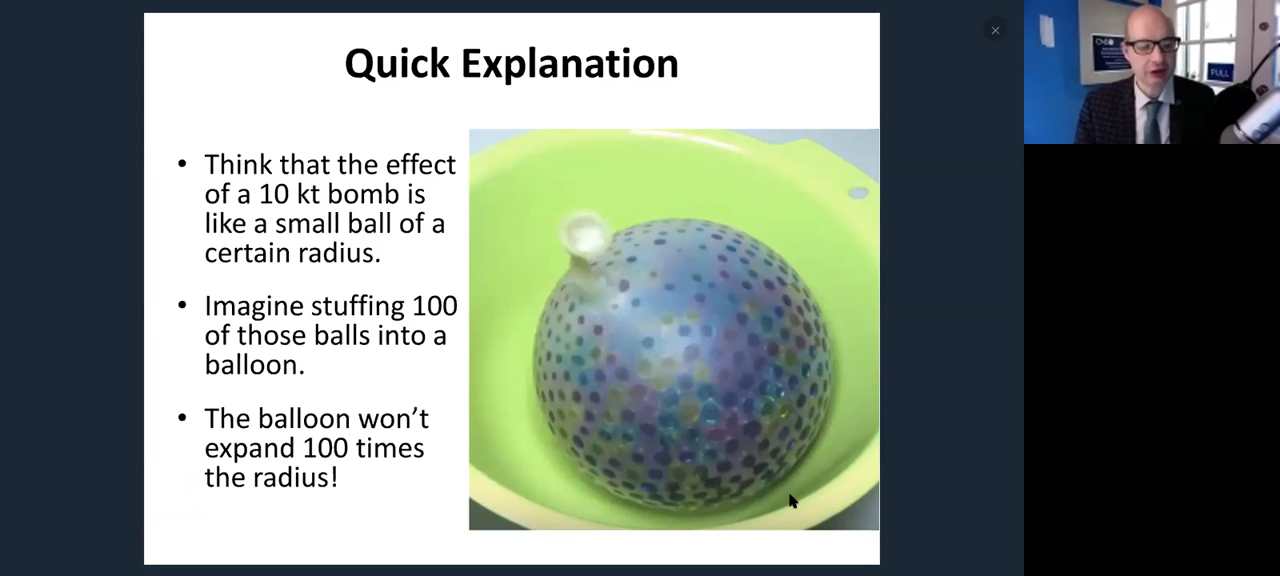 Quick Explanation
• Think that the effect
of a 10 kt bomb is
like a small ball of a
certain radius.
• Imagine stuffing 100
of those balls into a
balloon.
• The balloon won’t
expand 100 times
the radius!
PULL